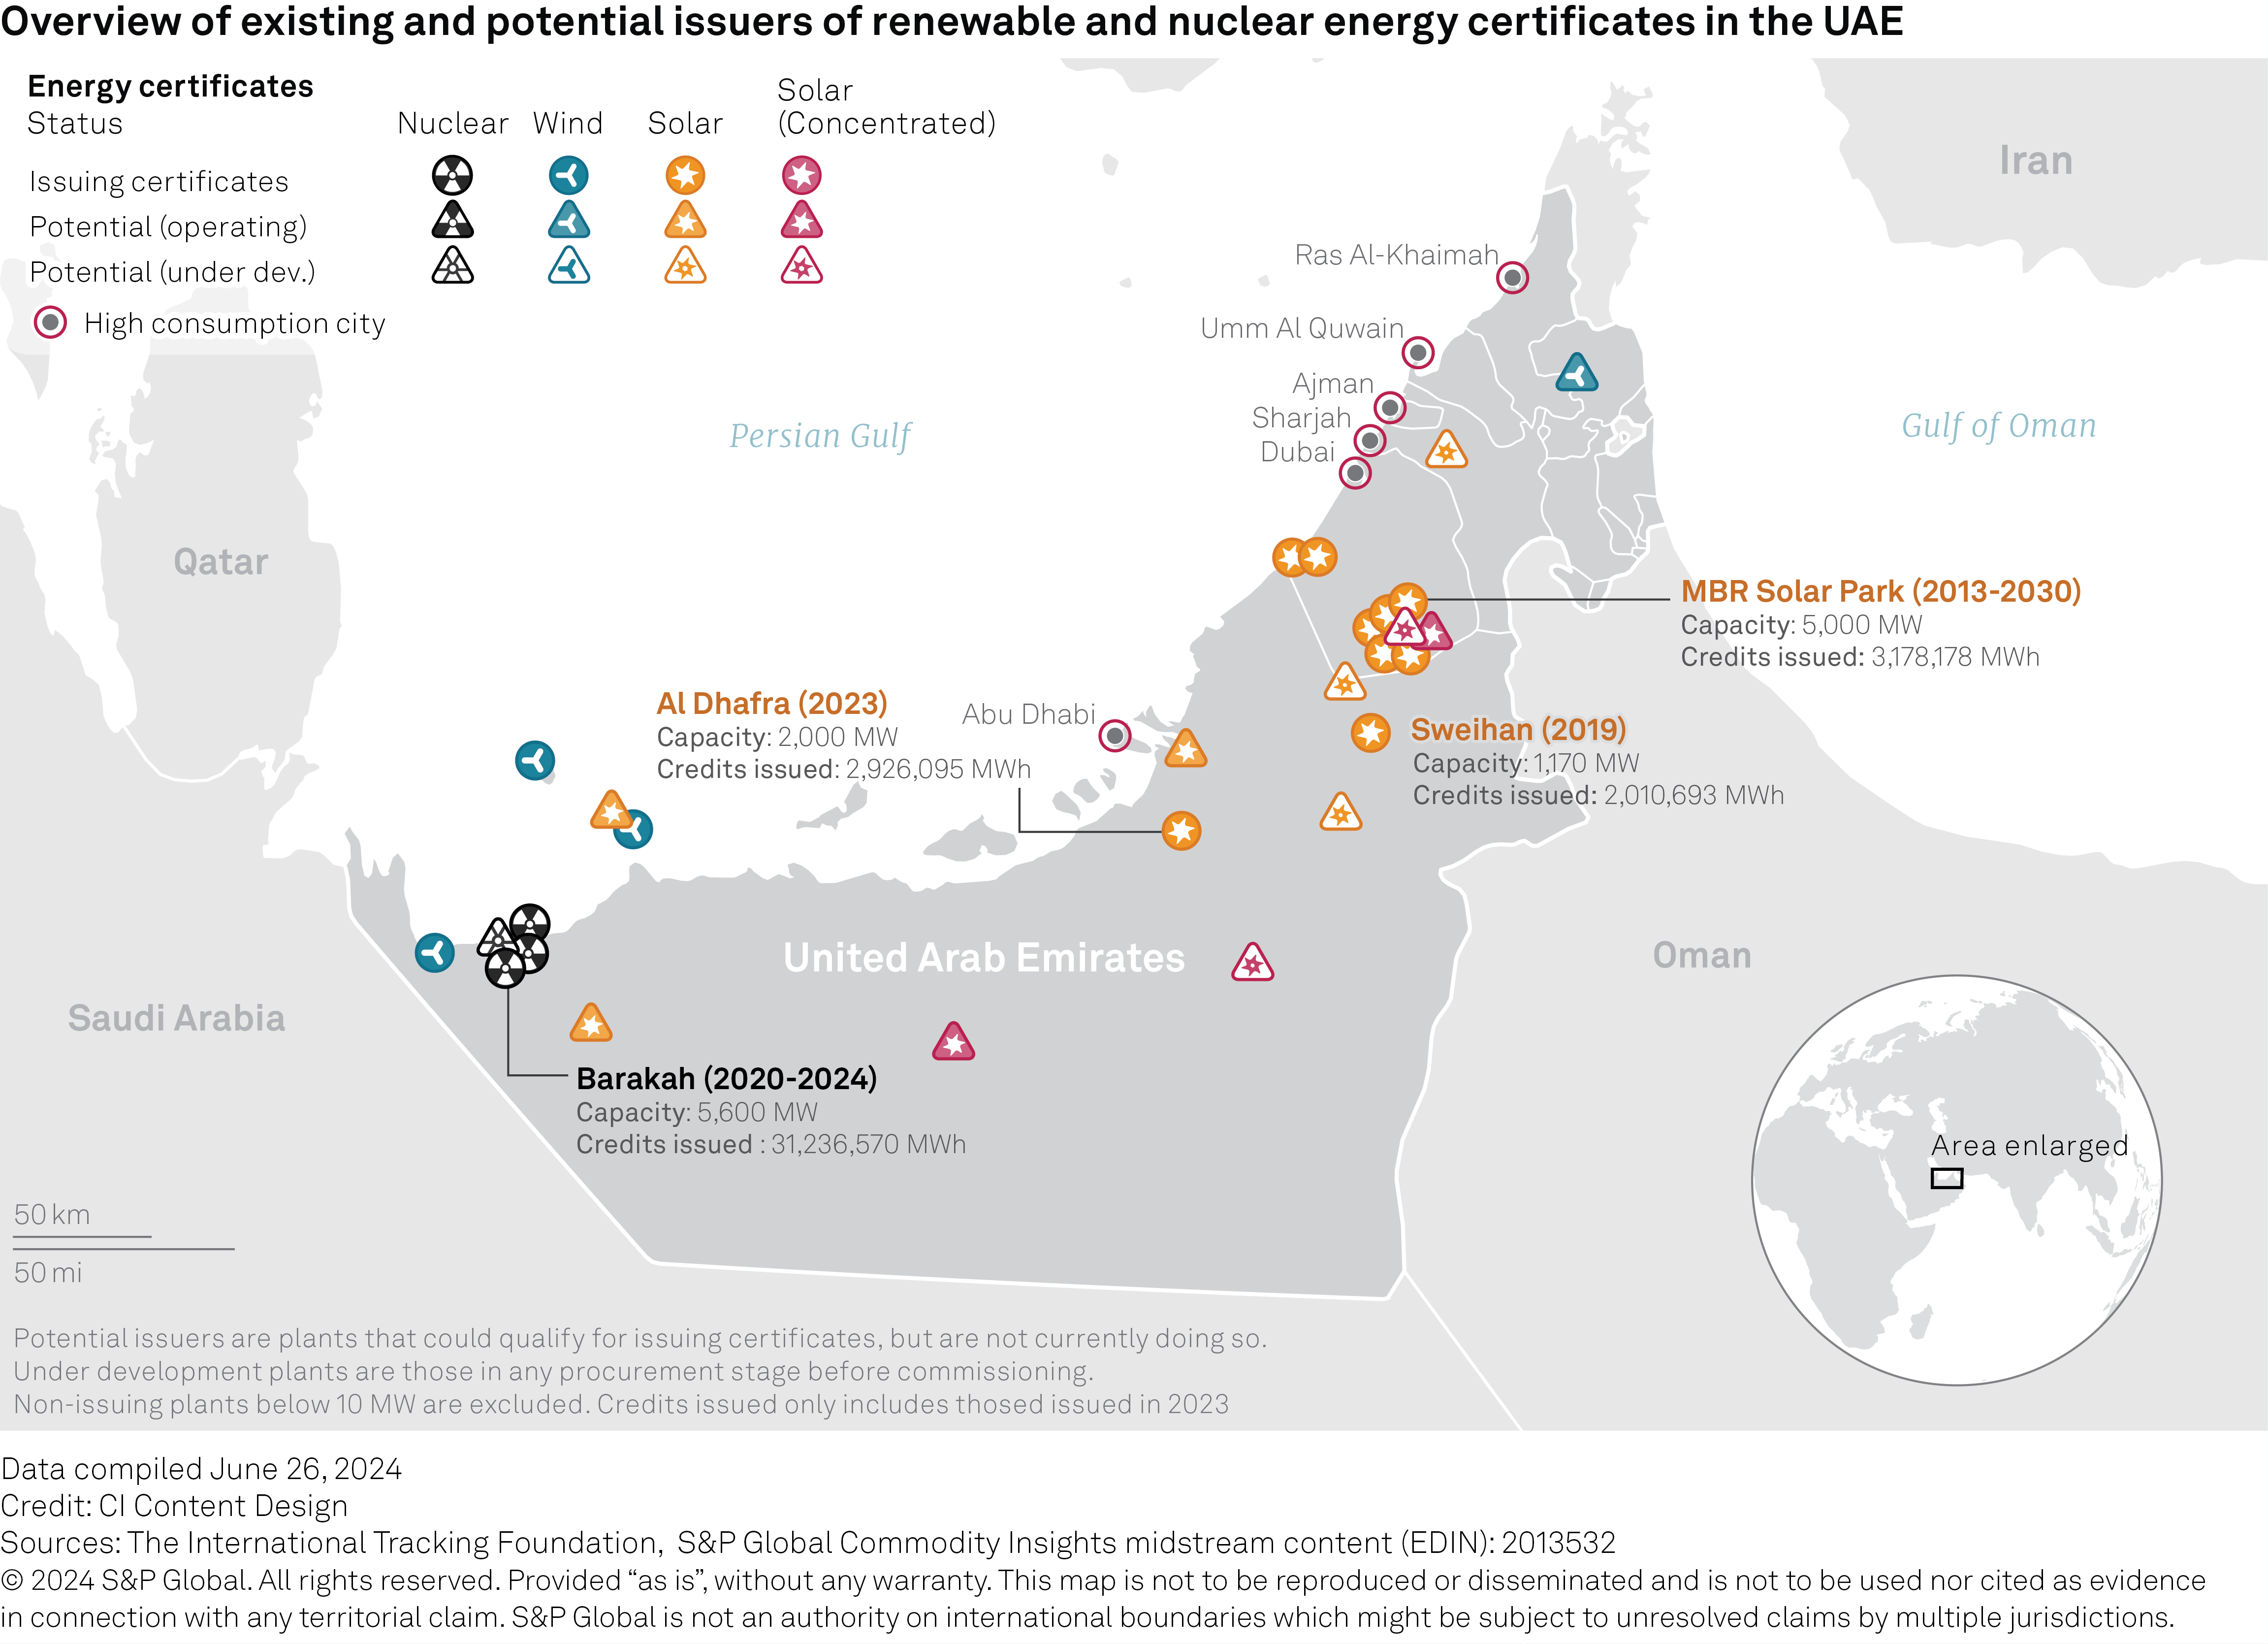 Overview of existing and potential issuers of renewable and nuclear energy certificates in the UAE
Energy certificates
Status
Nuclear
Wind
Solar
Solar
(Concentrated)
Issuing certificates
Potential (operating)
Potential (under dev.)
High consumption city
Iran
Ras Al-Khaimah
Umm Al Quwain
Ajman
Sharjah
Dubai
Persian Gulf
Gulf of Oman
Qatar
MBR Solar Park (2013-2030)
Capacity: 5,000 MW
Credits issued: 3,178,178 MWh
Al Dhafra (2023)
Capacity: 2,000 MW
Credits issued: 2,926,095 MWh
Abu Dhabi
Sweihan (2019)
Capacity: 1,170 MW
Credits issued: 2,010,693 MWh
United Arab Emirates
Oman
Saudi Arabia
Barakah (2020-2024)
Capacity: 5,600 MW
Credits issued : 31,236,570 MWh
Area enlarged
50 km
50 mi
Potential issuers are plants that could qualify for issuing certificates, but are not currently doing so.
Under development plants are those in any procurement stage before commissioning.
Non-issuing plants below 10 MW are excluded. Credits issued only includes thosed issued in 2023
Data compiled June 26, 2024
Credit: CI Content Design
Sources: The International Tracking Foundation,  S&P Global Commodity Insights midstream content (EDIN): 2013532
© 2024 S&P Global. All rights reserved. Provided “as is”, without any warranty. This map is not to be reproduced or disseminated and is not to be used nor cited as evidence
in connection with any territorial claim. S&P Global is not an authority on international boundaries which might be subject to unresolved claims by multiple jurisdictions.